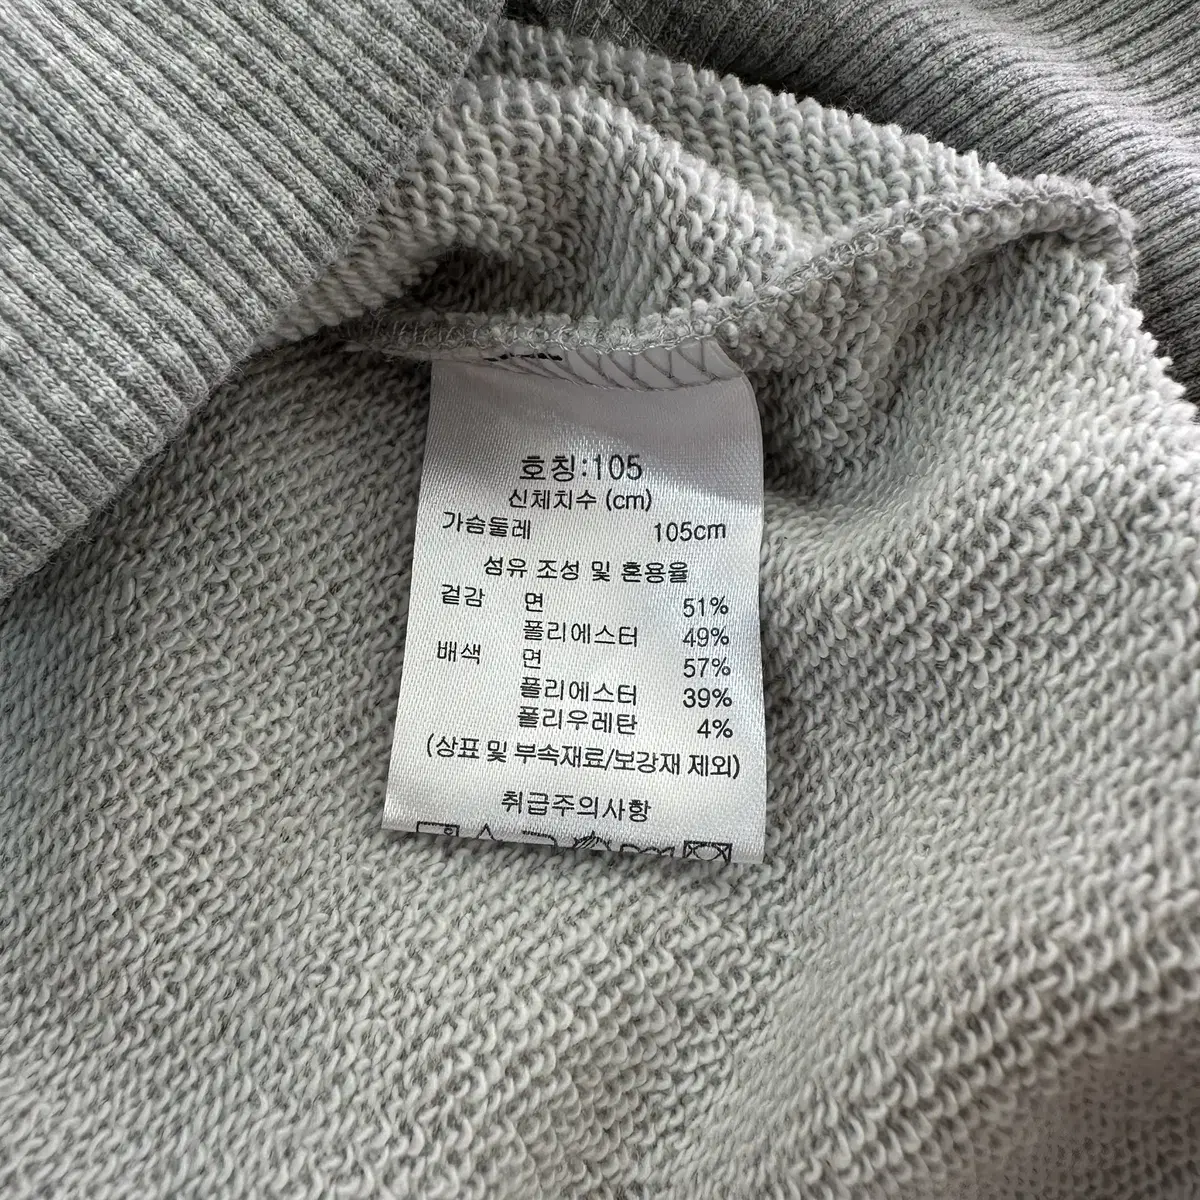 호칭:105
신체치수 (cm)
가슴둘레 105cm
섬유 조성 및 혼용율
겉감 면 51%
폴리에스터 49%
배색 면 57%
폴리에스터 39%
폴리우레탄 4%
(상표 및 부속재료/보강재 제외)
취급주의사항